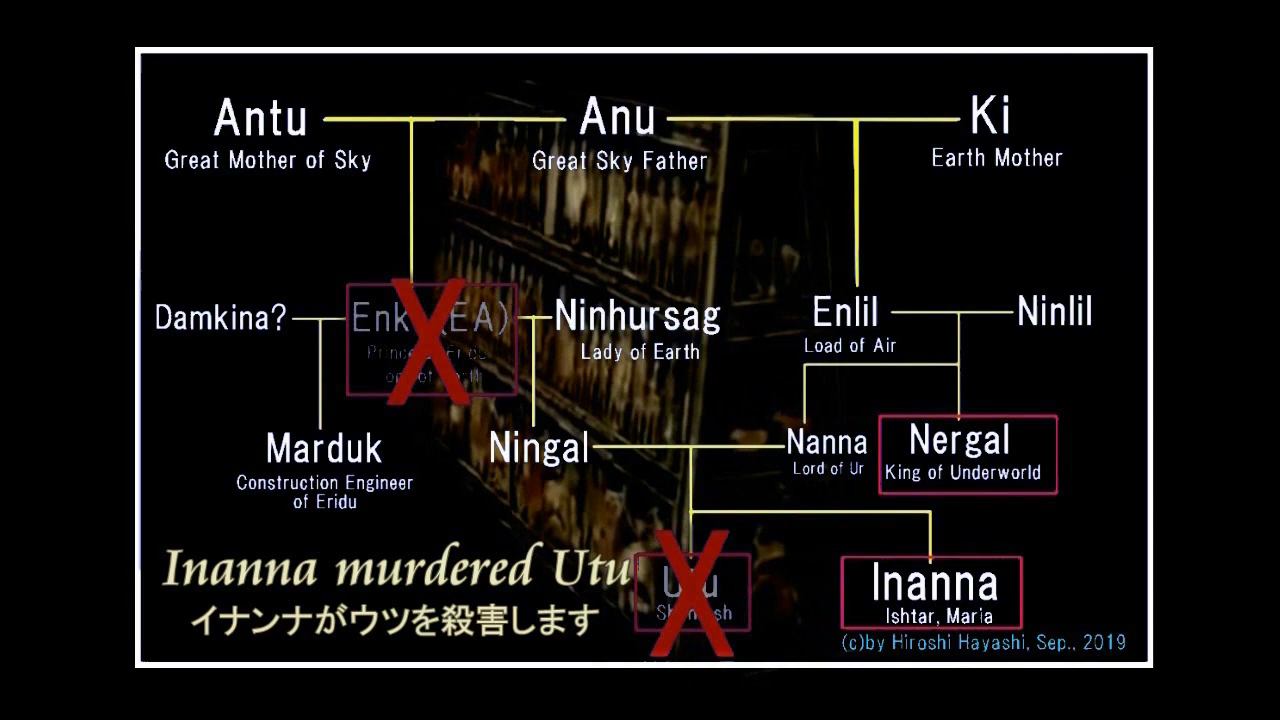 Antu
Anu
Ki
Great Mother of Sky
Great Sky Father
Earth Mother
Damkina?
(EA)
Ninhursag
Lady of Earth
Enlil
Load of Air
Ninlil
Marduk
Construction Engineer
of Eridu
Ningal
Nanna
Lord of Ur
Nergal
King of Underworld
Inanna murdered Utu
イナンナがウツを殺害します
Inanna
Ishtar, Maria
(c)by Hiroshi Hayashi, Sep., 2019